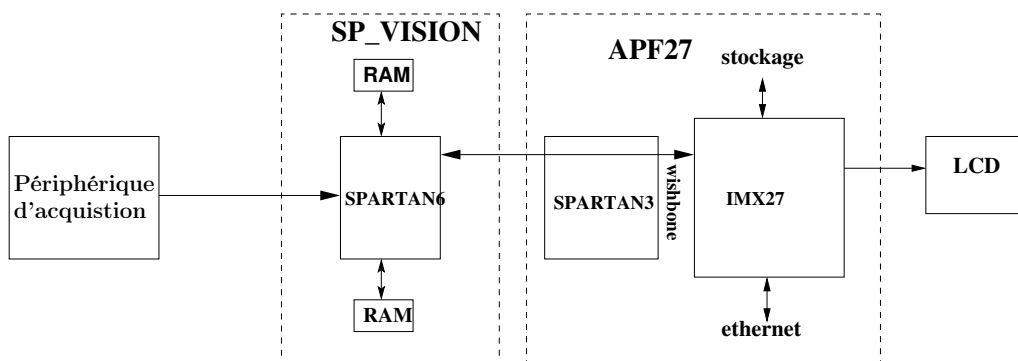 SP_VISION
APF27
RAM
stockage
Périphérique
d'acquistion
SPARTAN6
SPARTAN3
wishbone
IMX27
LCD
RAM
ethernet